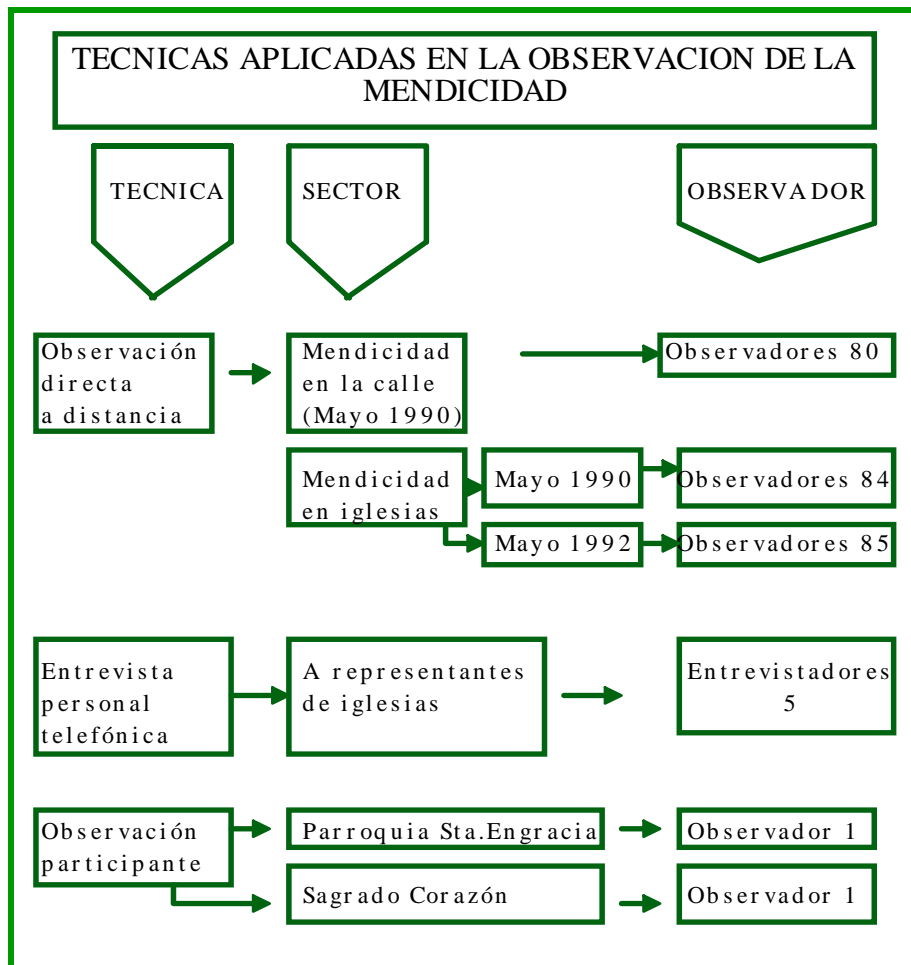 TECNICAS APLICADAS EN LA OBSERVACION DE LA
MENDICIDAD
TECNICA
SECTOR
OBSERVADOR
Observación
directa
a distancia
Mendicidad
en la calle
(Mayo 1990)
Observadores 80
Mendicidad
en iglesias
Mayo 1990
Observadores 84
Mayo 1992
Observadores 85
Entrevista
personal
telefónica
A representantes
de iglesias
Entrevistadores
5
Observación
participante
Parroquia Sta.Engracia
Observador 1
Sagrado Corazón
Observador 1